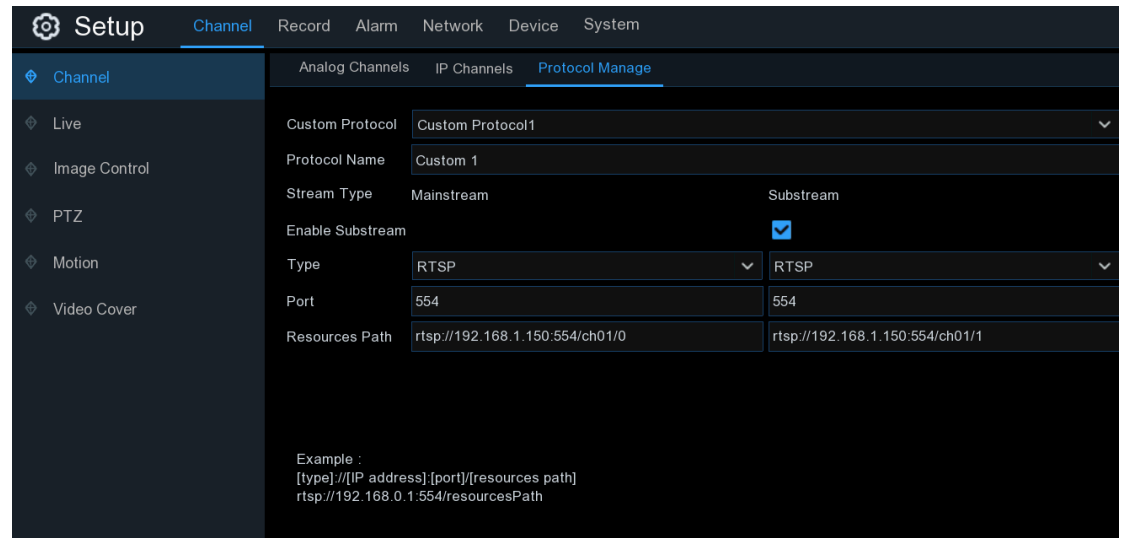 Setup Channel Record Alarm Network Device System
Channel
Live
Image Control
PTZ
Motion
Video Cover
Analog Channels IP Channels Protocol Manage
Custom Protocol Custom Protocol1
Protocol Name Custom 1
Stream Type Mainstream Substream
Enable Substream
Type RTSP RTSP
Port 554 554
Resources Path rtsp://192.168.1.150:554/ch01/0 rtsp://192.168.1.150:554/ch01/1
Example :
[type]://[IP address]:[port]/[resources path]
rtsp://192.168.0.1:554/resourcesPath